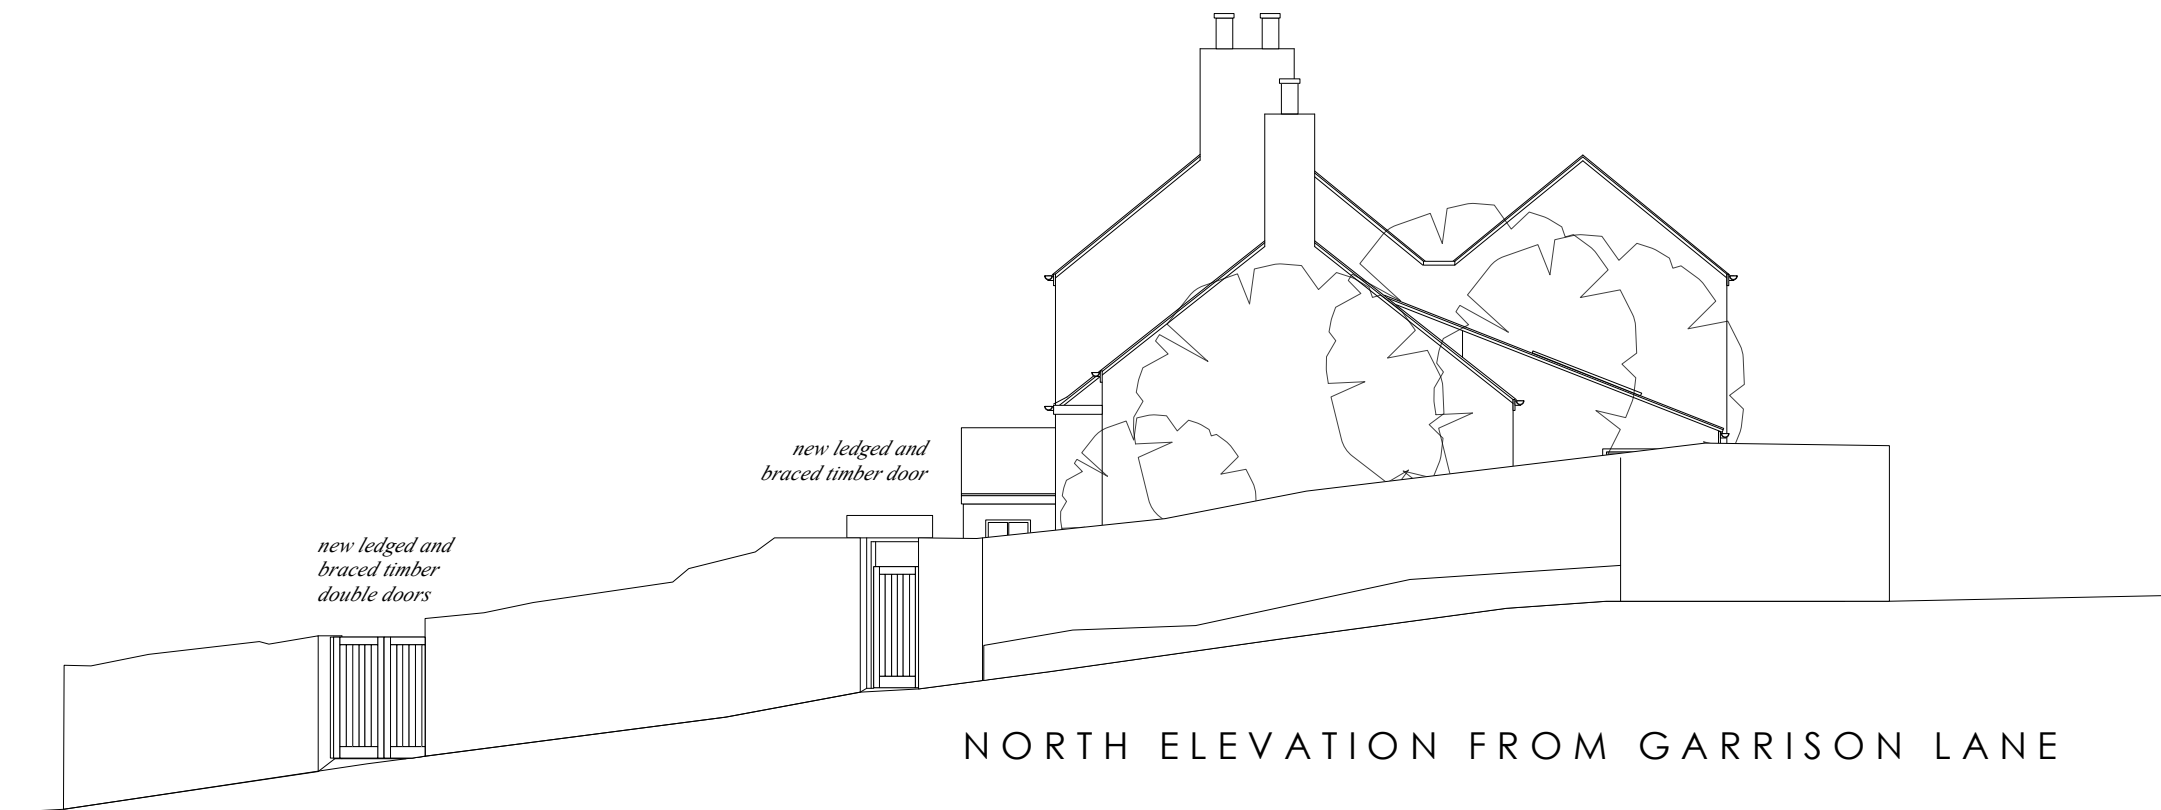 new ledged and
braced timber door
new ledged and
braced timber
double doors
NORTH ELEVATION FROM GARRISON LANE